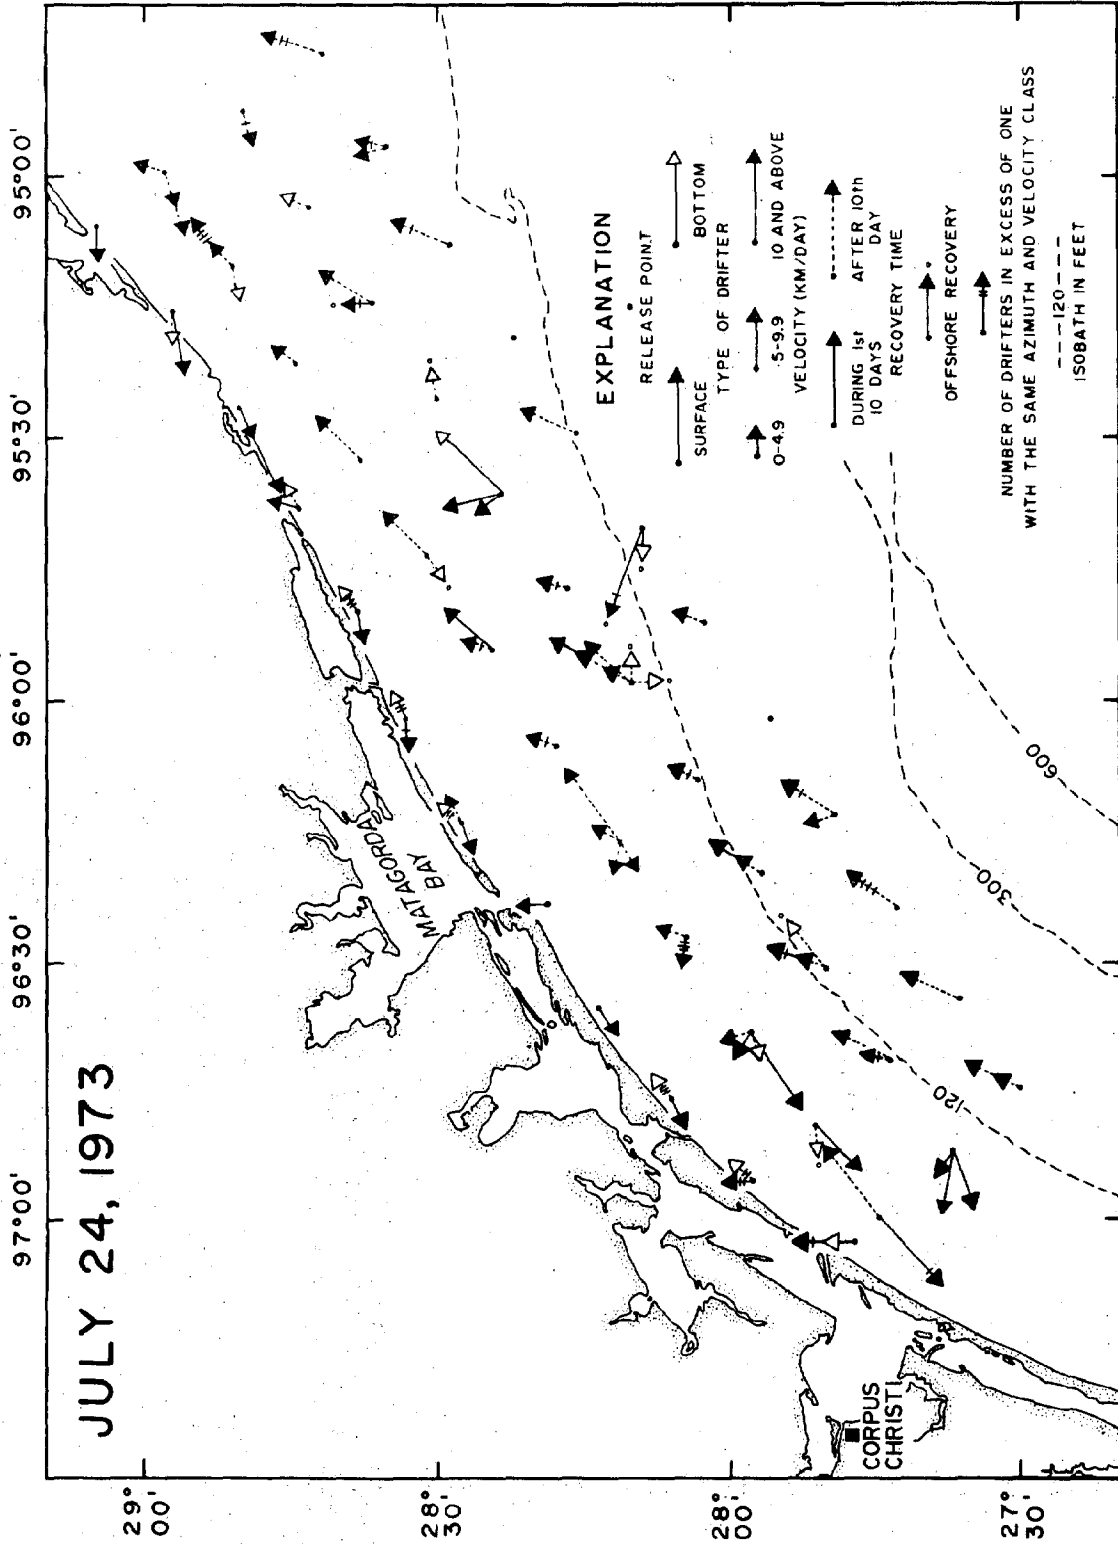 JULY 24, 1973
97°00'
96°30'
96°00'
95°30'
95°00'
29°
00'
28°
30'
28°
00'
27°
30'
MATAGORDA
BAY
CORPUS
CHRISTI
120
300
600
EXPLANATION
RELEASE POINT
SURFACE
BOTTOM
TYPE OF DRIFTER
0-4.9
5-9.9
10 AND ABOVE
VELOCITY (KM/DAY)
DURING 1st
10 DAYS
AFTER 10th
DAY
RECOVERY TIME
OFFSHORE RECOVERY
NUMBER OF DRIFTERS IN EXCESS OF ONE
WITH THE SAME AZIMUTH AND VELOCITY CLASS
---120---
ISOBATH IN FEET